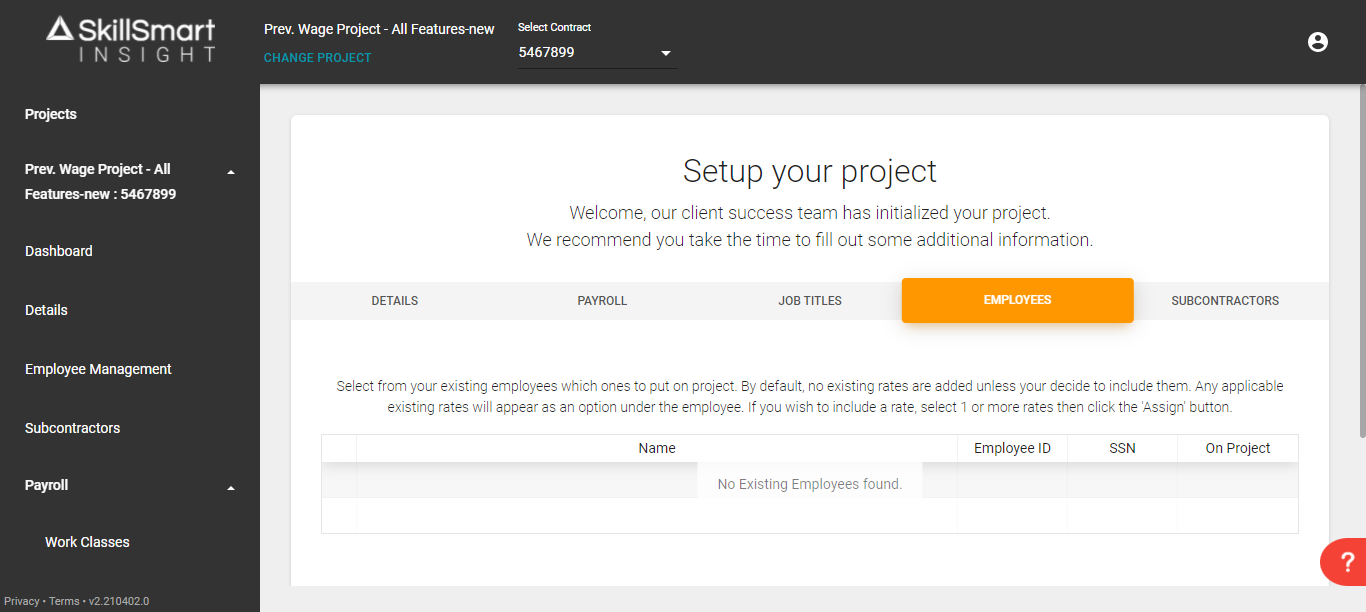 SkillSmart
INSIGHT
Prev. Wage Project - All Features-new
CHANGE PROJECT
Select Contract
5467899
Projects
Prev. Wage Project - All
Features-new : 5467899
Dashboard
Details
Employee Management
Subcontractors
Payroll
Work Classes
Privacy • Terms • v2.210402.0
Setup your project
Welcome, our client success team has initialized your project.
We recommend you take the time to fill out some additional information.
DETAILS PAYROLL JOB TITLES EMPLOYEES SUBCONTRACTORS
Select from your existing employees which ones to put on project. By default, no existing rates are added unless your decide to include them. Any applicable
existing rates will appear as an option under the employee. If you wish to include a rate, select 1 or more rates then click the 'Assign' button.
Name Employee ID SSN On Project
No Existing Employees found.
?